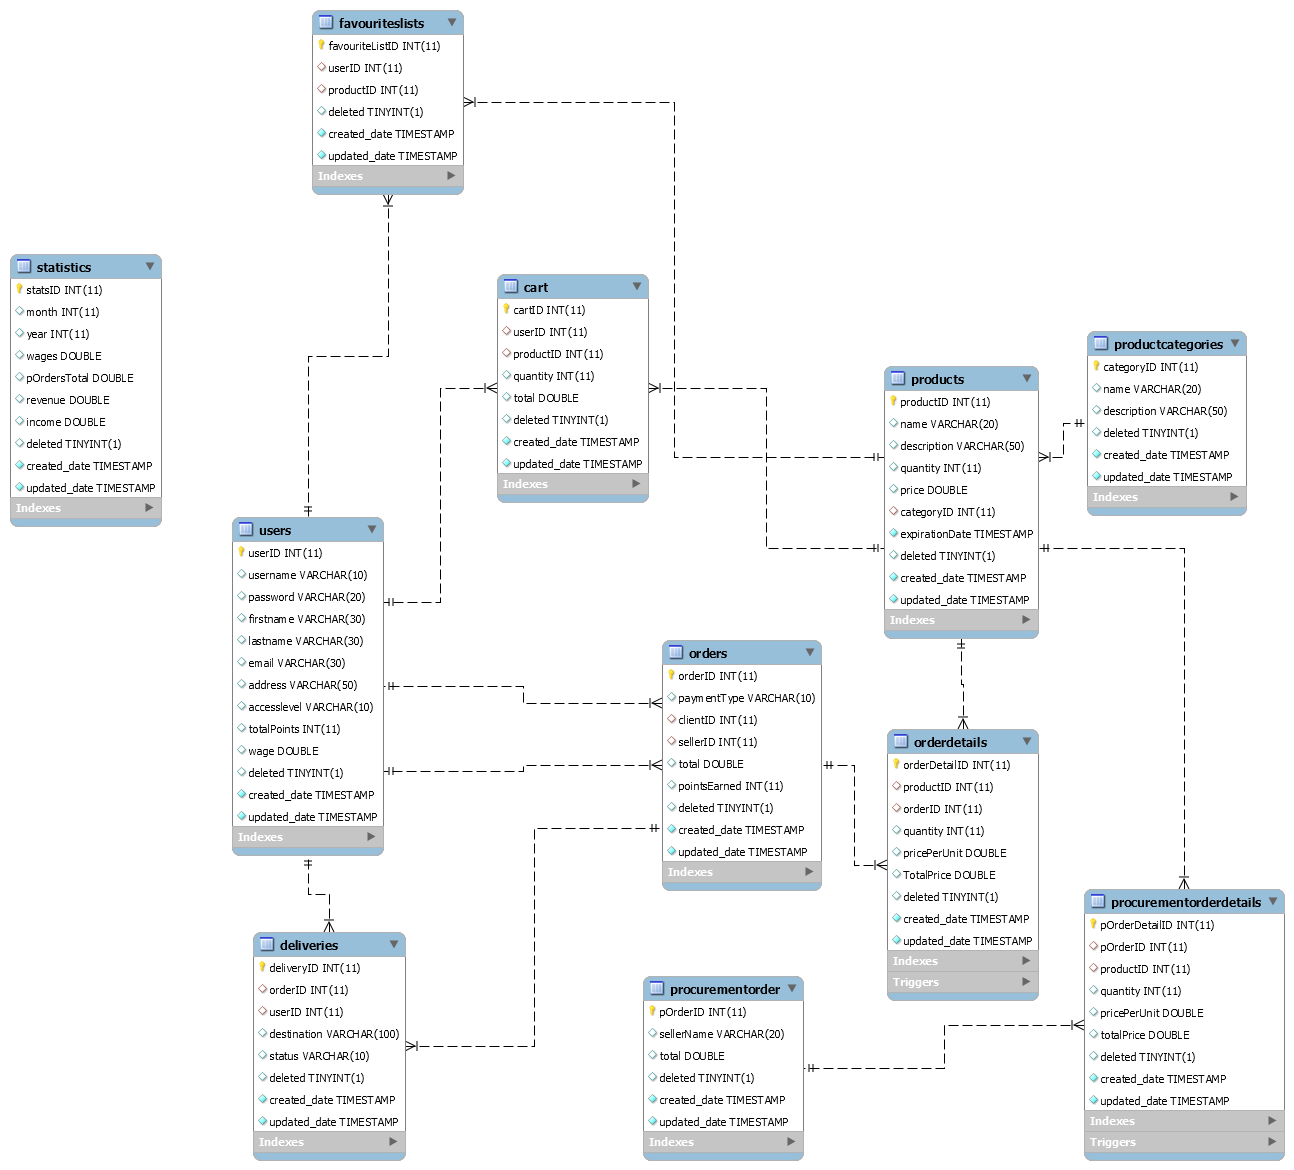 favouriteslists
favouriteListID INT(11)
userID INT(11)
productID INT(11)
deleted TINYINT(1)
created_date TIMESTAMP
updated_date TIMESTAMP
Indexes
statistics
statsID INT(11)
month INT(11)
year INT(11)
wages DOUBLE
pOrdersTotal DOUBLE
revenue DOUBLE
income DOUBLE
deleted TINYINT(1)
created_date TIMESTAMP
updated_date TIMESTAMP
Indexes
cart
cartID INT(11)
userID INT(11)
productID INT(11)
quantity INT(11)
total DOUBLE
deleted TINYINT(1)
created_date TIMESTAMP
updated_date TIMESTAMP
Indexes
productcategories
categoryID INT(11)
name VARCHAR(20)
description VARCHAR(50)
deleted TINYINT(1)
created_date TIMESTAMP
updated_date TIMESTAMP
Indexes
products
productID INT(11)
name VARCHAR(20)
description VARCHAR(50)
quantity INT(11)
price DOUBLE
categoryID INT(11)
expirationDate TIMESTAMP
deleted TINYINT(1)
created_date TIMESTAMP
updated_date TIMESTAMP
Indexes
users
userID INT(11)
username VARCHAR(10)
password VARCHAR(20)
firstname VARCHAR(30)
lastname VARCHAR(30)
email VARCHAR(30)
address VARCHAR(50)
accesslevel VARCHAR(10)
totalPoints INT(11)
wage DOUBLE
deleted TINYINT(1)
created_date TIMESTAMP
updated_date TIMESTAMP
Indexes
orders
orderID INT(11)
paymentType VARCHAR(10)
clientID INT(11)
sellerID INT(11)
total DOUBLE
pointsEarned INT(11)
deleted TINYINT(1)
created_date TIMESTAMP
updated_date TIMESTAMP
Indexes
orderdetails
orderDetailID INT(11)
productID INT(11)
orderID INT(11)
quantity INT(11)
pricePerUnit DOUBLE
TotalPrice DOUBLE
deleted TINYINT(1)
created_date TIMESTAMP
updated_date TIMESTAMP
Indexes
Triggers
deliveries
deliveryID INT(11)
orderID INT(11)
userID INT(11)
destination VARCHAR(100)
status VARCHAR(10)
deleted TINYINT(1)
created_date TIMESTAMP
updated_date TIMESTAMP
Indexes
procurementorder
pOrderID INT(11)
sellerName VARCHAR(20)
total DOUBLE
deleted TINYINT(1)
created_date TIMESTAMP
updated_date TIMESTAMP
Indexes
procurementorderdetails
pOrderDetailID INT(11)
pOrderID INT(11)
productID INT(11)
quantity INT(11)
pricePerUnit DOUBLE
totalPrice DOUBLE
deleted TINYINT(1)
created_date TIMESTAMP
updated_date TIMESTAMP
Indexes
Triggers